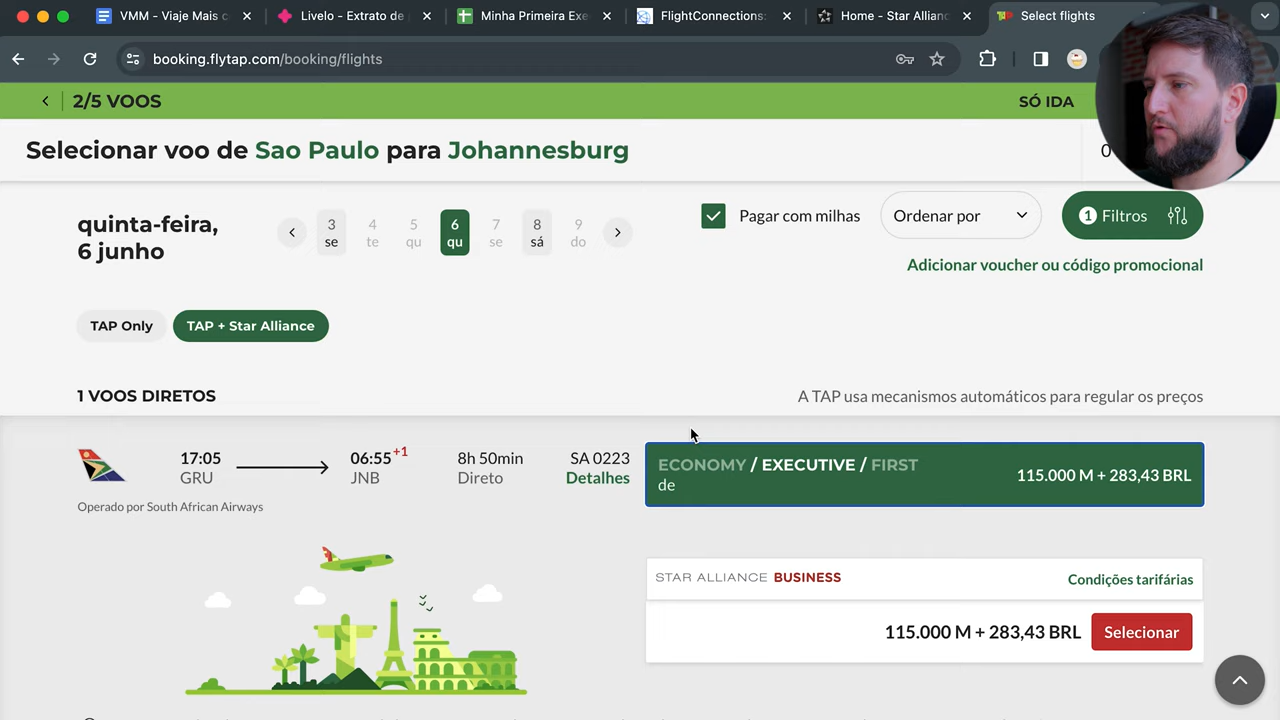 VMM - Viaje Mais c
Livelo - Extrato de
Minha Primeira Exe
FlightConnections
Home - Star Allianc
Select flights
booking.flytap.com/booking/flights
2/5 VOOS
SÓ IDA
Selecionar voo de Sao Paulo para Johannesburg
quinta-feira,
6 junho
3 4 5 6 7 8 9
se te qu qu se sá do
Pagar com milhas
Ordenar por
1 Filtros
Adicionar voucher ou código promocional
TAP Only
TAP + Star Alliance
1 VOOS DIRETOS
A TAP usa mecanismos automáticos para regular os preços
17:05 06:55+1 8h 50min SA 0223
GRU JNB Direto Detalhes
Operado por South African Airways
ECONOMY / EXECUTIVE / FIRST
de
115.000 M + 283,43 BRL
STAR ALLIANCE BUSINESS
Condições tarifárias
115.000 M + 283,43 BRL
Selecionar